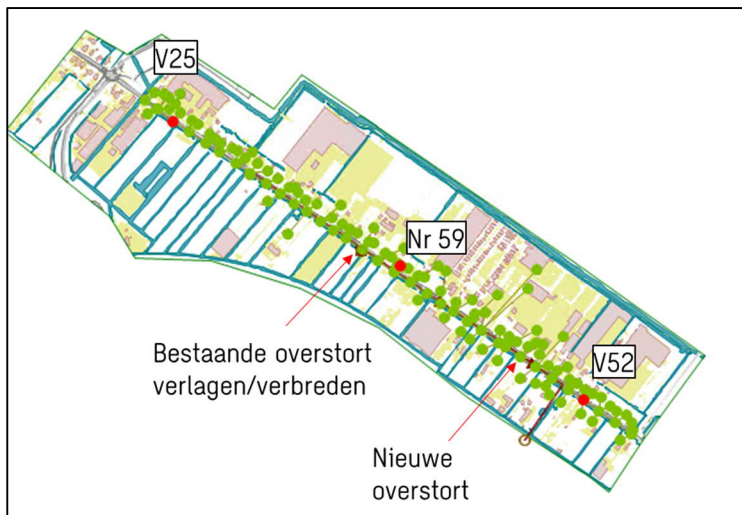 V25
Nr 59
Bestaande overstort
verlagen/verbreden
V52
Nieuwe
overstort